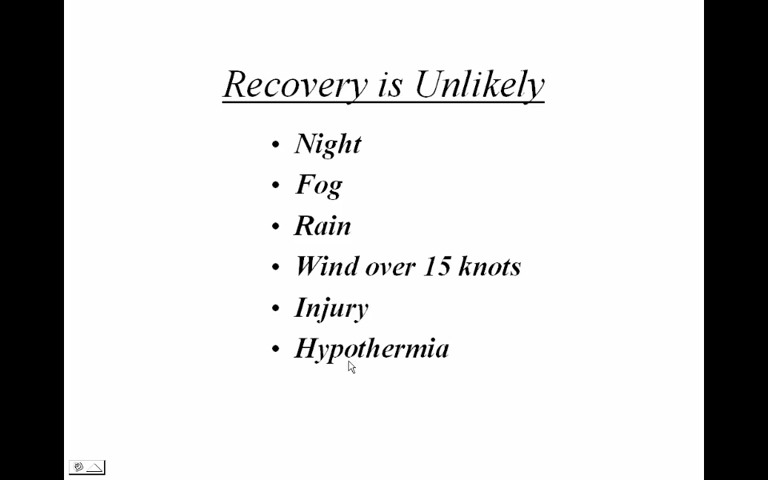 Recovery is Unlikely
• Night
• Fog
• Rain
• Wind over 15 knots
• Injury
• Hypothermia